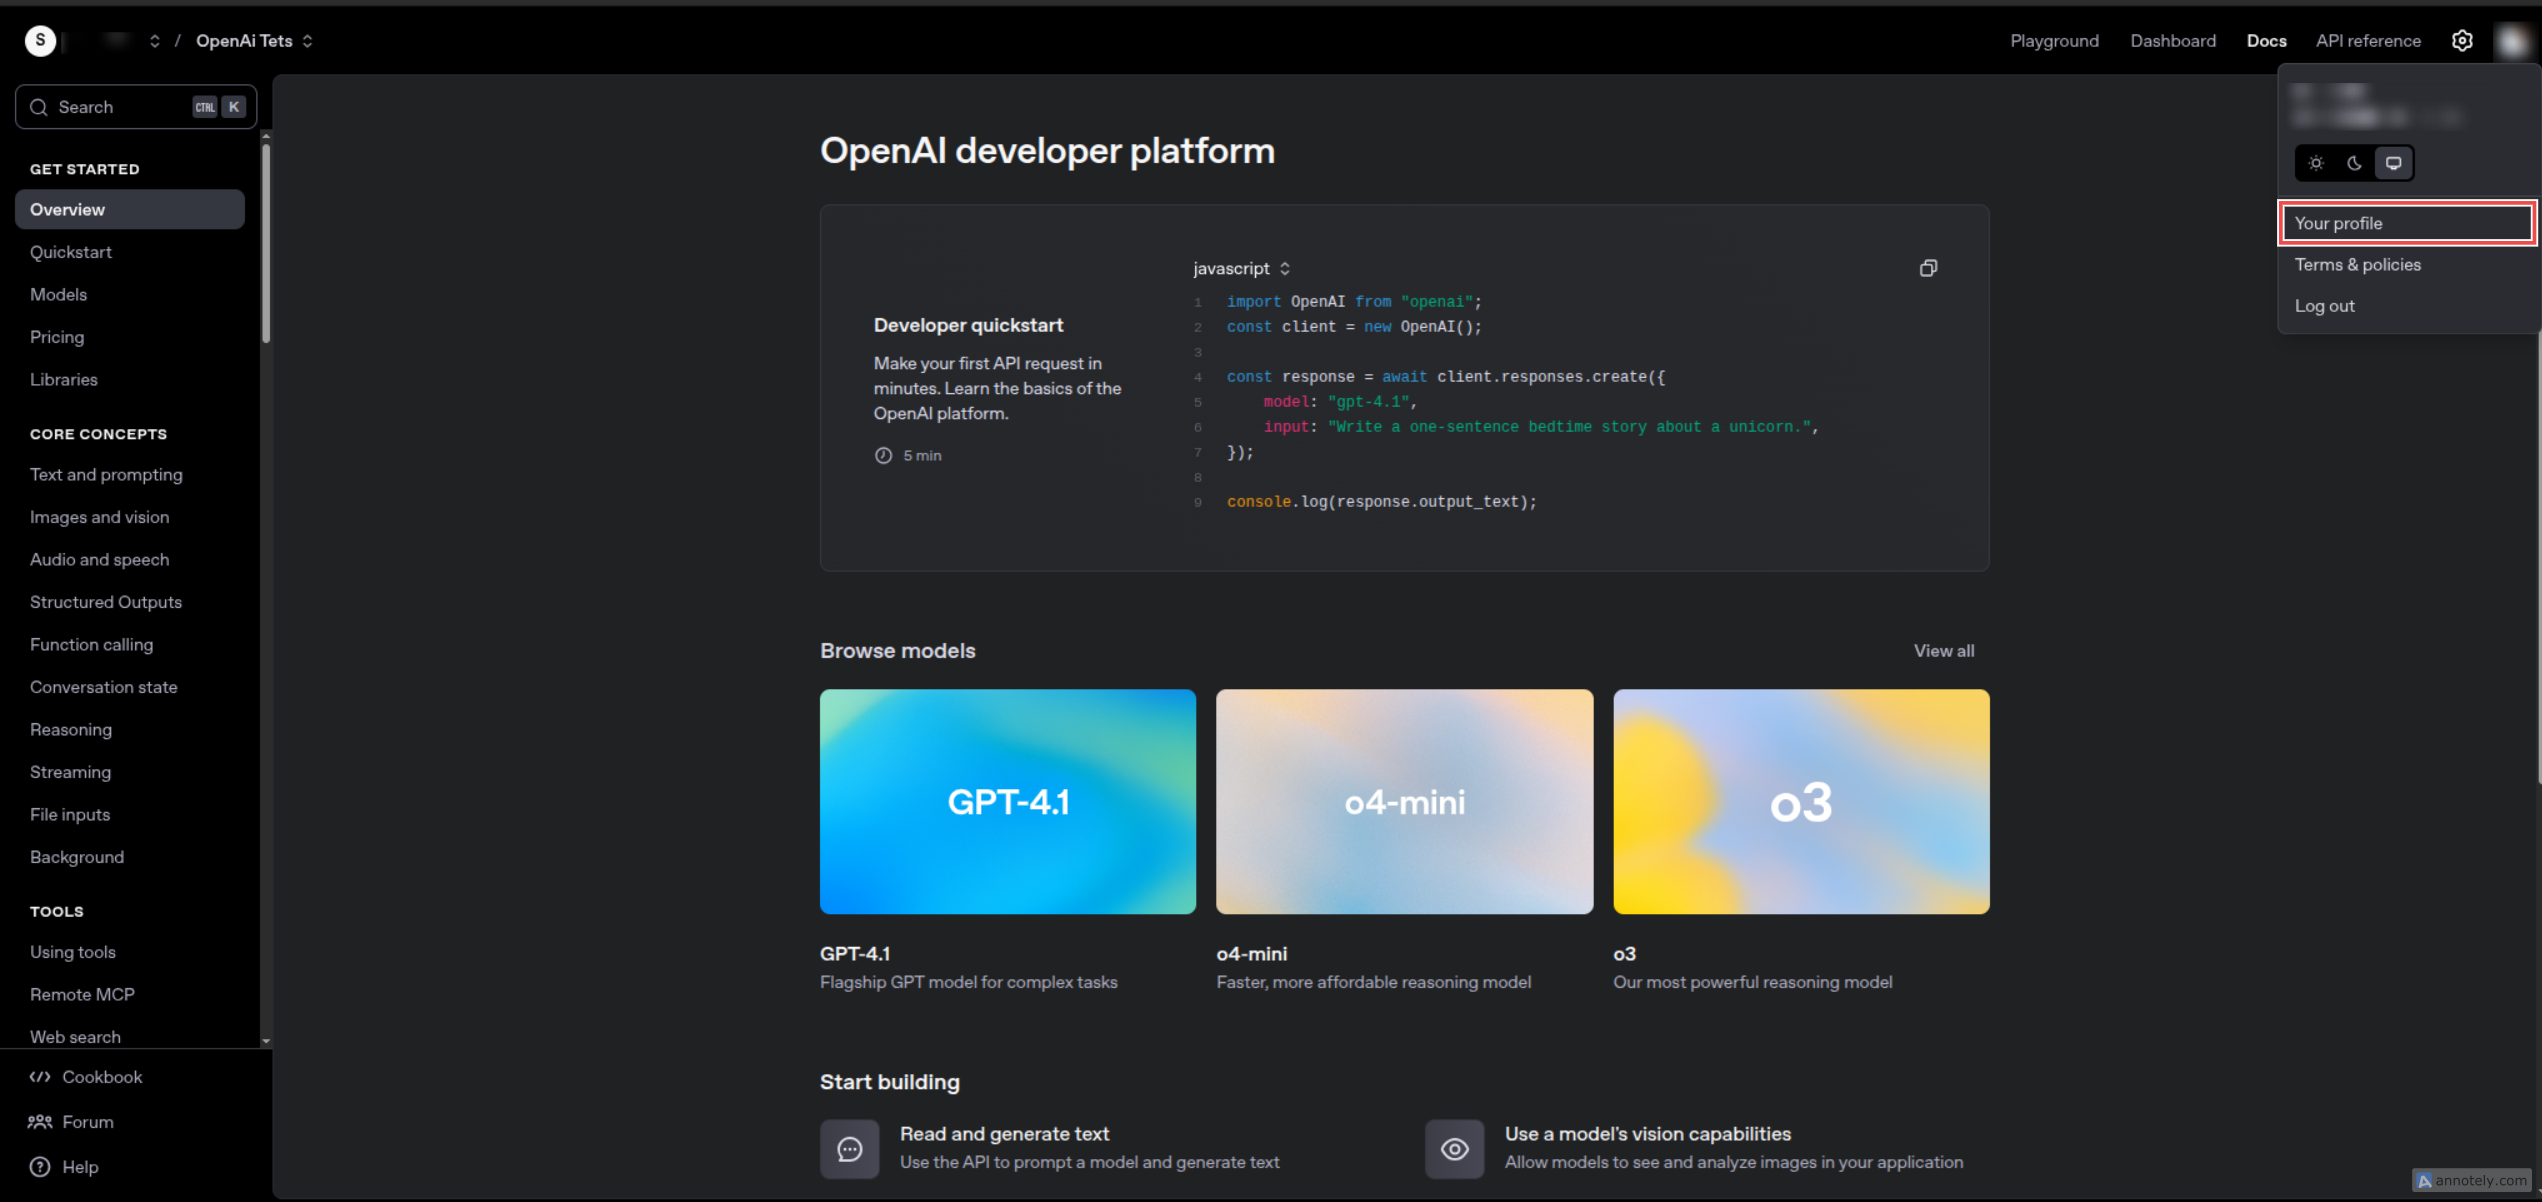 S / OpenAi Tets
Playground Dashboard Docs API reference
Search CTRL K
GET STARTED
Overview
Quickstart
Models
Pricing
Libraries
CORE CONCEPTS
Text and prompting
Images and vision
Audio and speech
Structured Outputs
Function calling
Conversation state
Reasoning
Streaming
File inputs
Background
TOOLS
Using tools
Remote MCP
Web search
Cookbook
Forum
Help
OpenAI developer platform
Developer quickstart
Make your first API request in
minutes. Learn the basics of the
OpenAI platform.
5 min
javascript
1 import OpenAI from "openai";
2 const client = new OpenAI();
3
4 const response = await client.responses.create({
5 model: "gpt-4.1",
6 input: "Write a one-sentence bedtime story about a unicorn.",
7 });
8
9 console.log(response.output_text);
Your profile
Terms & policies
Log out
Browse models
View all
GPT-4.1
o4-mini
o3
GPT-4.1
Flagship GPT model for complex tasks
o4-mini
Faster, more affordable reasoning model
o3
Our most powerful reasoning model
Start building
Read and generate text
Use the API to prompt a model and generate text
Use a model's vision capabilities
Allow models to see and analyze images in your application
annotely.com